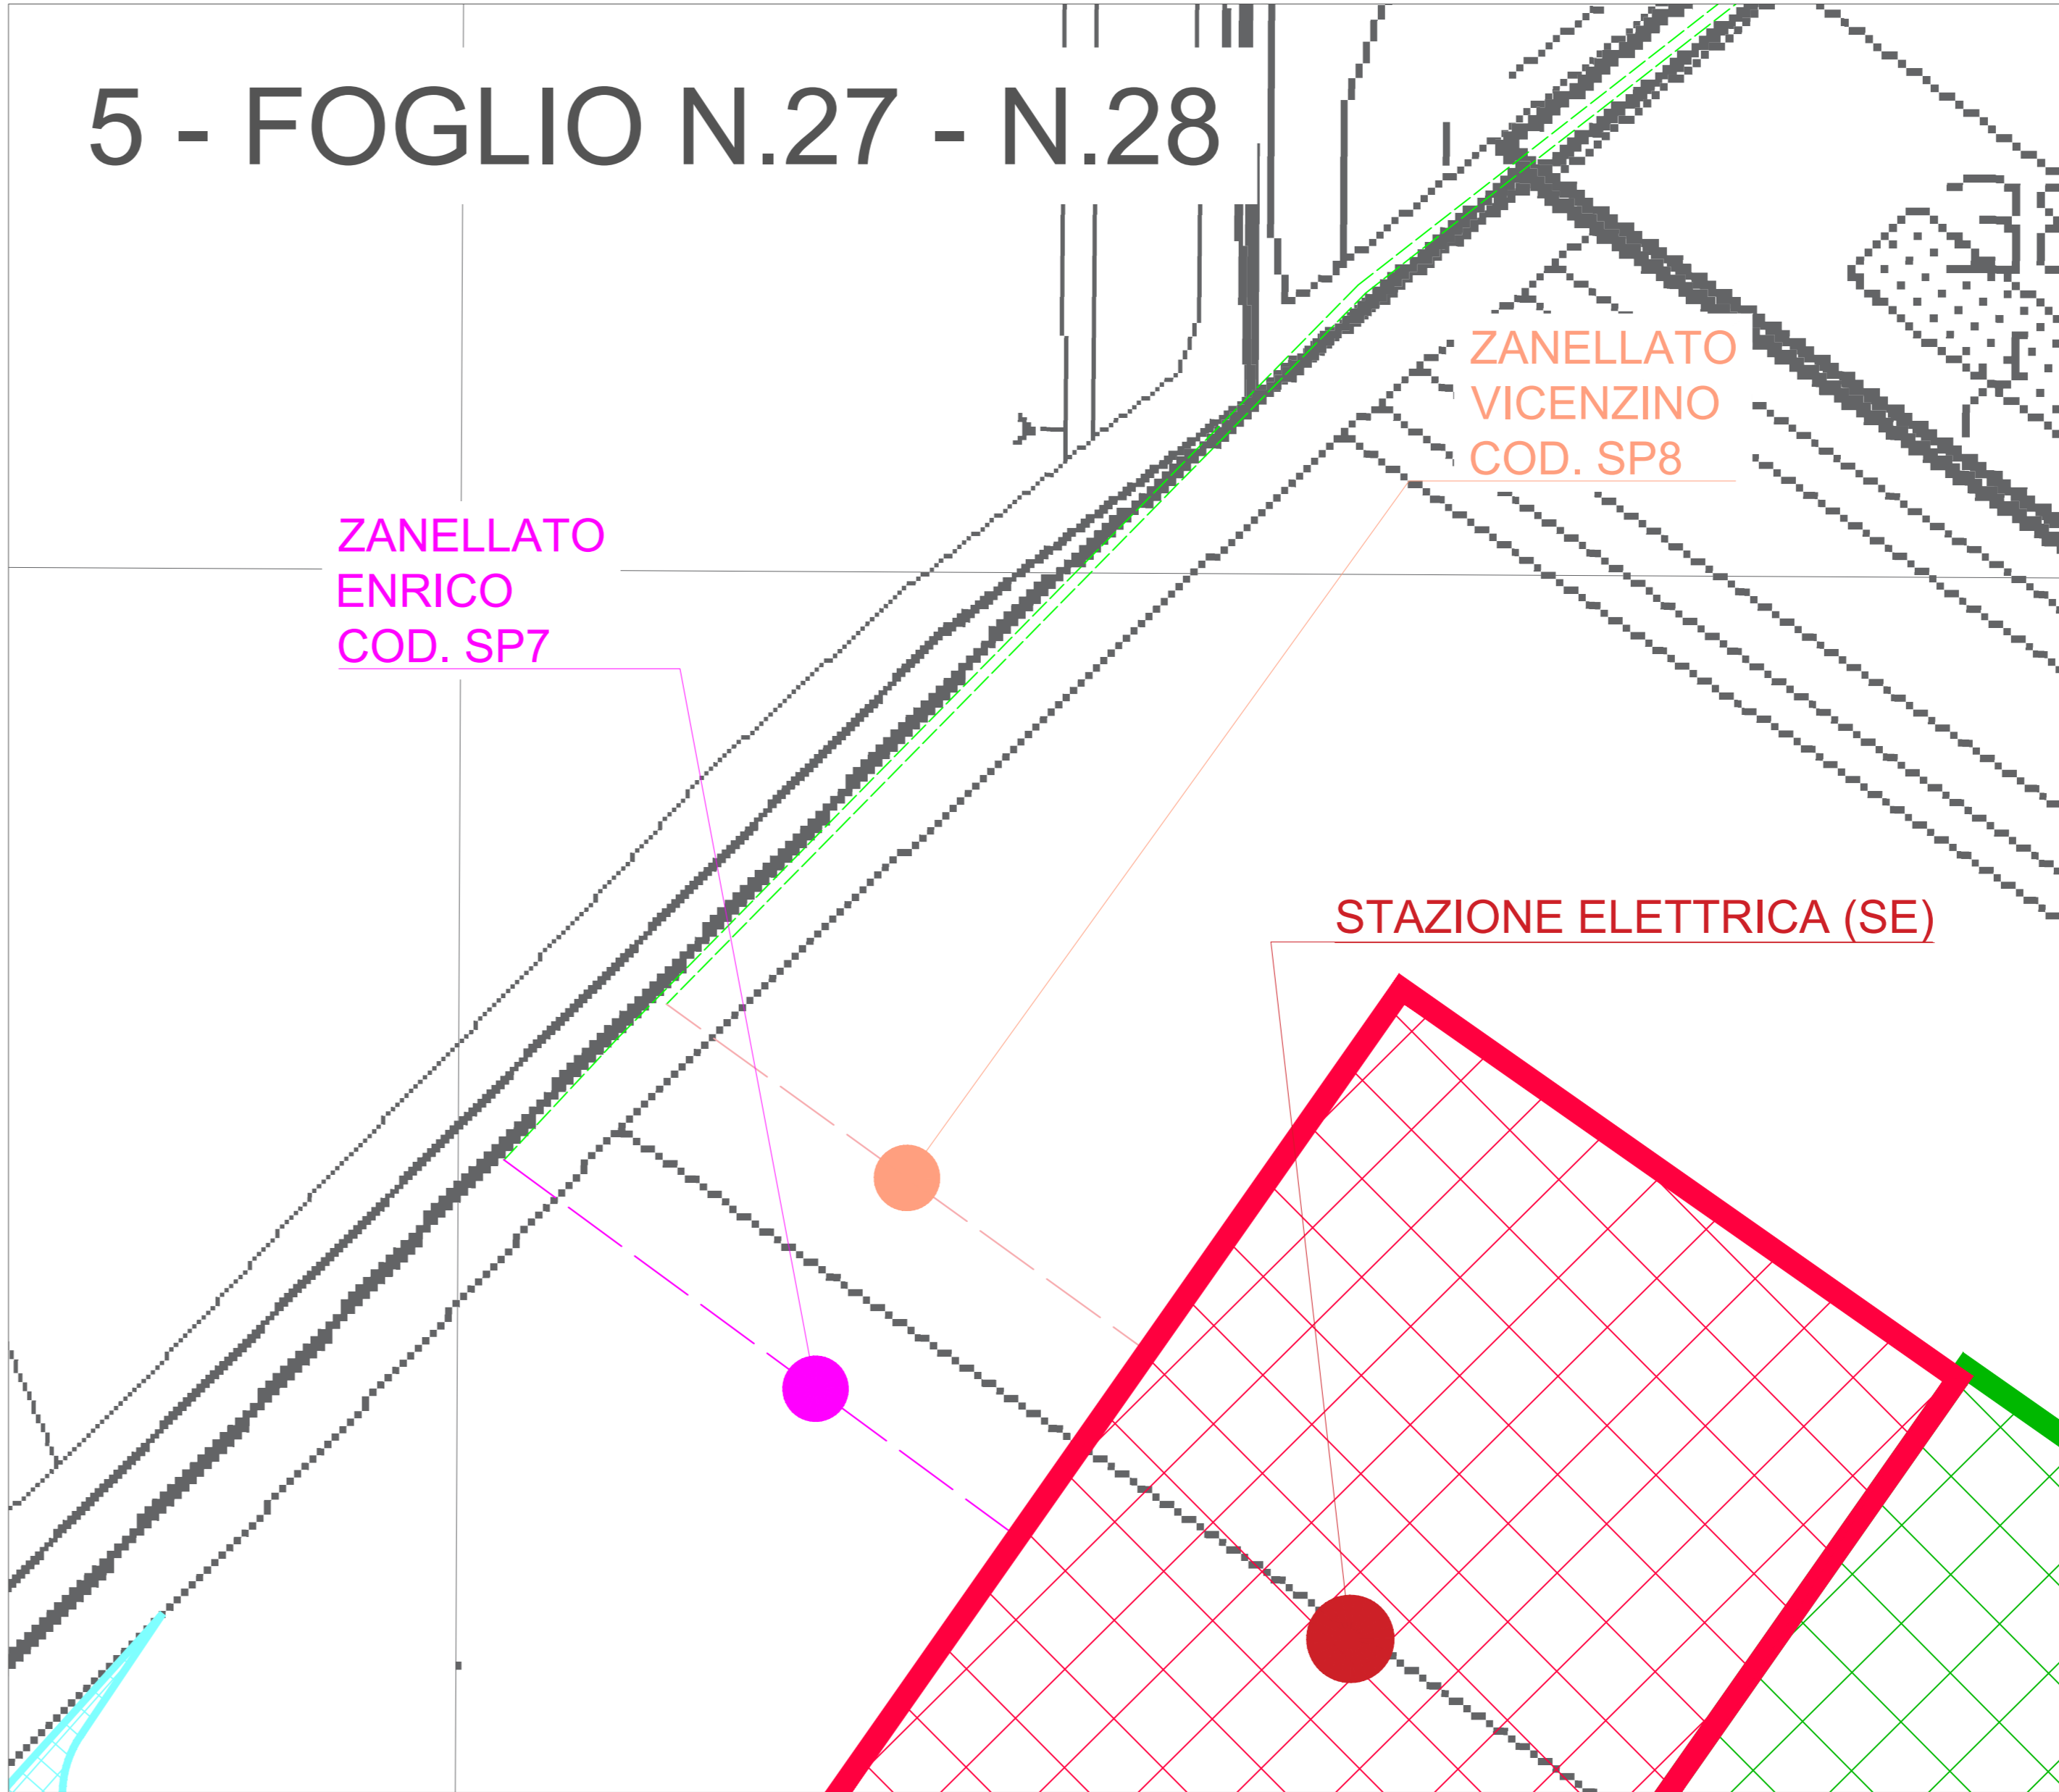 5 - FOGLIO N.27 - N.28
ZANELLATO
VICENZINO
COD. SP8
ZANELLATO
ENRICO
COD. SP7
STAZIONE ELETTRICA (SE)